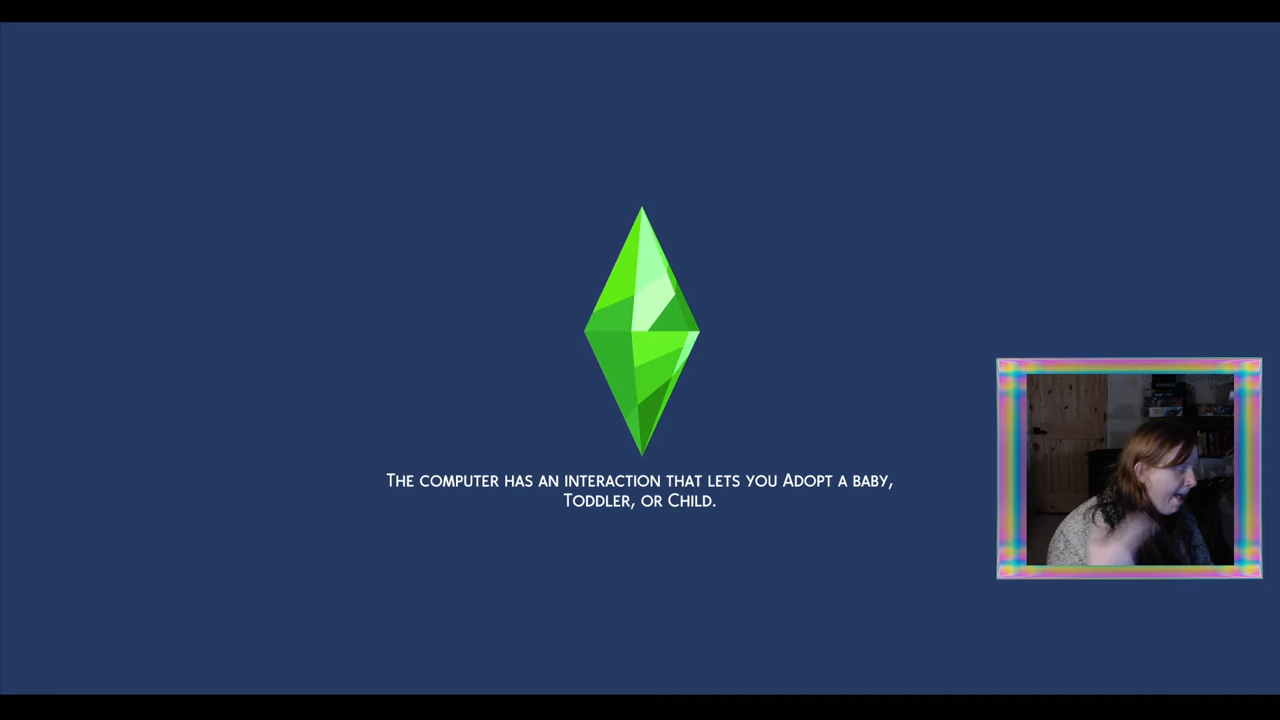 The computer has an interaction that lets you Adopt a baby,
Toddler, or Child.